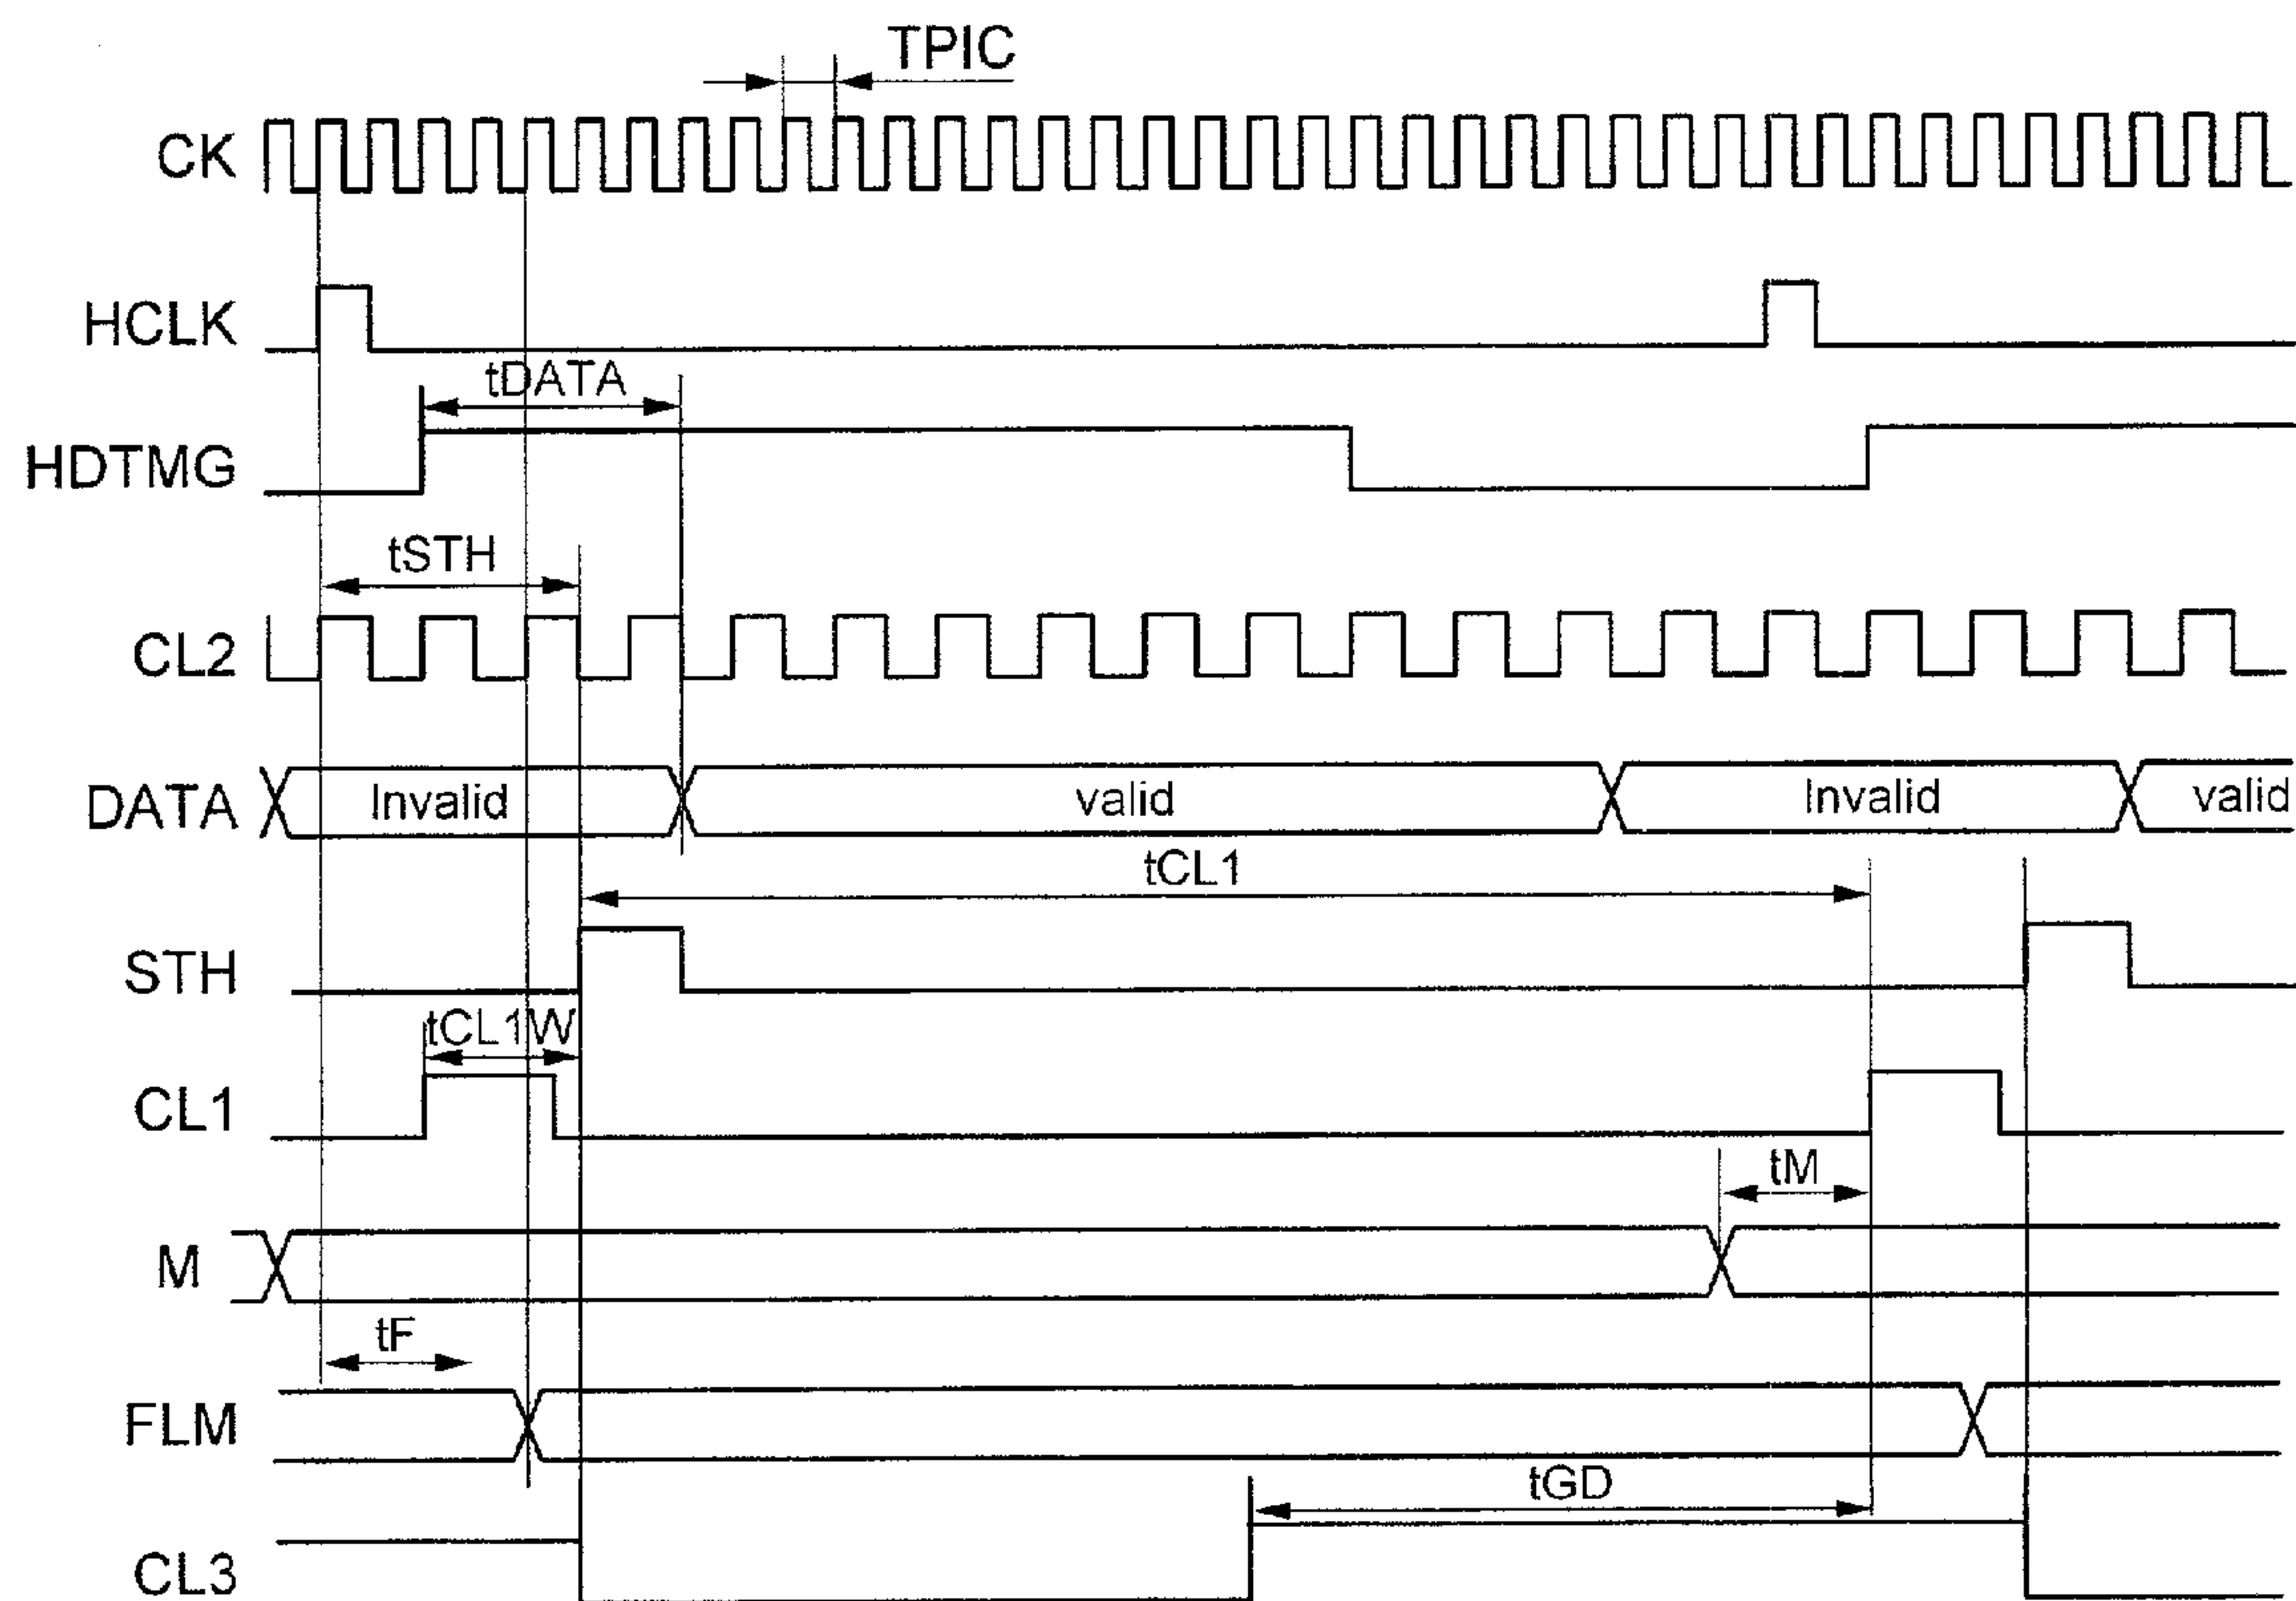 TPIC
CK
HCLK
tDATA
HDTMG
tSTH
CL2
DATA Invalid valid Invalid valid
tCL1
STH
tCL1W
CL1
tM
M
tF
FLM
tGD
CL3